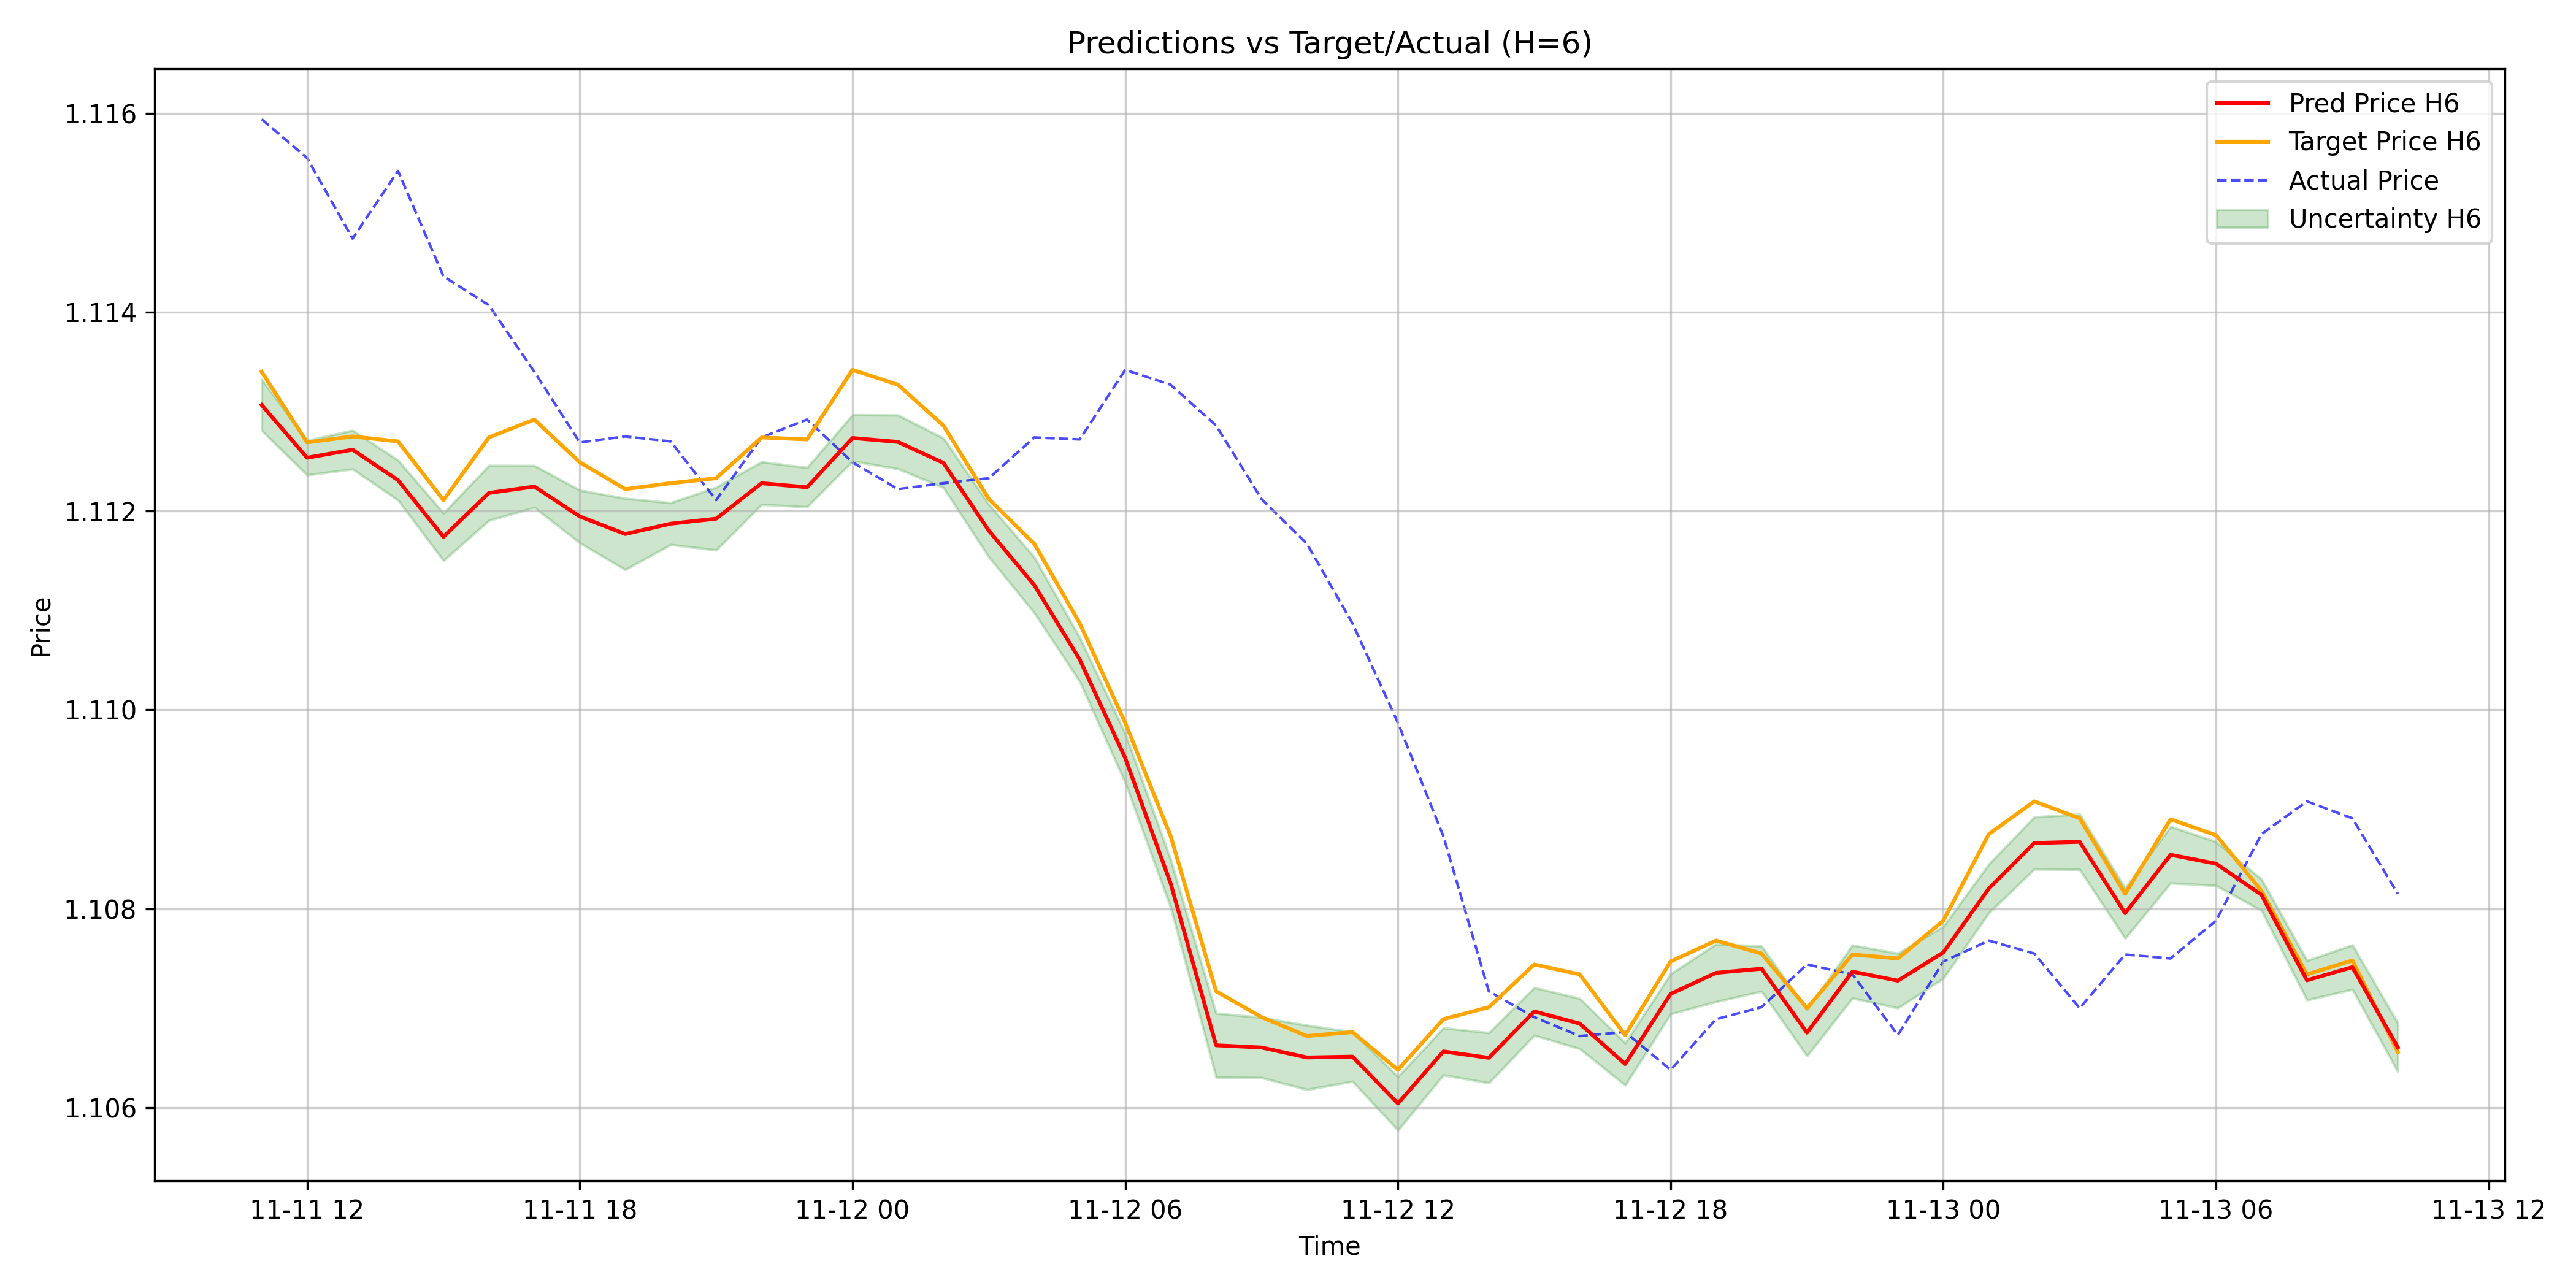 Predictions vs Target/Actual (H=6)
Pred Price H6
Target Price H6
Actual Price
Uncertainty H6
Price
1.116
1.114
1.112
1.110
1.108
1.106
11-11 12
11-11 18
11-12 00
11-12 06
11-12 12
11-12 18
11-13 00
11-13 06
11-13 12
Time